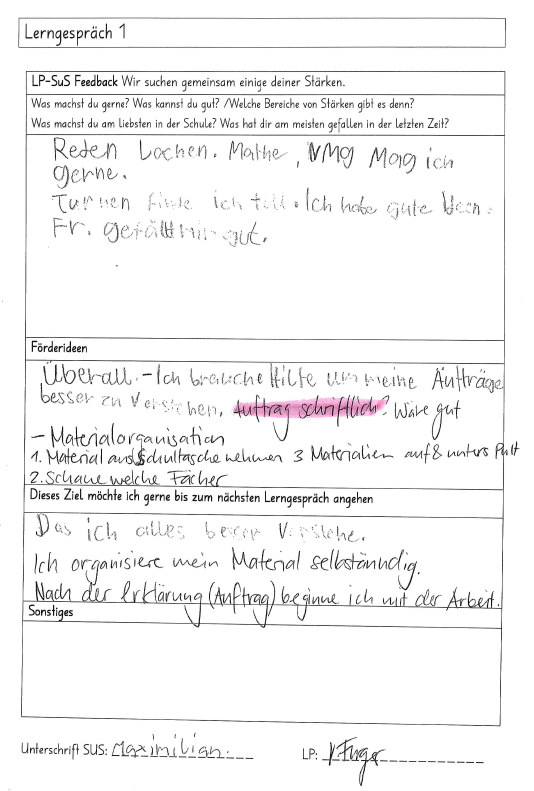 Lerngespräch 1
LP-SuS Feedback Wir suchen gemeinsam einige deiner Stärken.
Was machst du gerne? Was kannst du gut? /Welche Bereiche von Stärken gibt es denn?
Was machst du am liebsten in der Schule? Was hat dir am meisten gefallen in der letzten Zeit?
Reden Lachen. Mathe, NMG Mag ich
gerne.
Turnen finde ich toll. Ich habe gute Ideen.
Fr. gefällt mir gut.
Förderideen
Überall. - Ich brauche Hilfe um meine Aufträge
besser zu verstehen. Auftrag schriftlich? Wäre gut
- Materialorganisation
1. Material aus Schultasche nehmen 3 Materialien auf & unters Pult
2. Schaue welche Fächer
Dieses Ziel möchte ich gerne bis zum nächsten Lerngespräch angehen
Das ich alles besser Verstehe.
Ich organisiere mein Material selbständig.
Nach der Erklärung (Auftrag) beginne ich mit der Arbeit.
Sonstiges
Unterschrift SUS: Maximilian. LP: